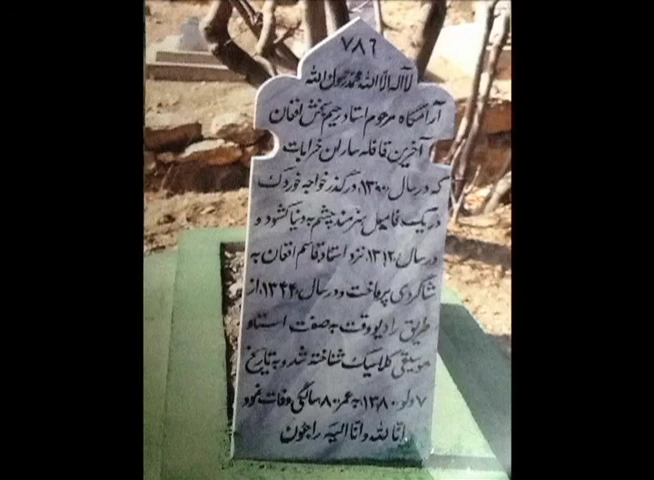 ۷۸۶
لا اله الا الله محمد رسول الله
آرامگاه مرحوم استاد رحیم بخش افغان
آخرین قافله سالار خرابات
که در سال ۱۳۰۰ در گذر خواجه خوردک
در یک فامیل هنرمند چشم به دنیا کشود و
در سال ۱۳۱۲ نزد استاد قاسم افغان به
شاگردی پرداخت و در سال ۱۳۴۴ از
طریق رادیو وقت به صفت استاد
موسیقی کلاسیک شناخته شد و به تاریخ
۷ دلو ۱۳۸۰ به عمر ۸۰ سالگی وفات نمود
انا لله و انا الیه راجعون